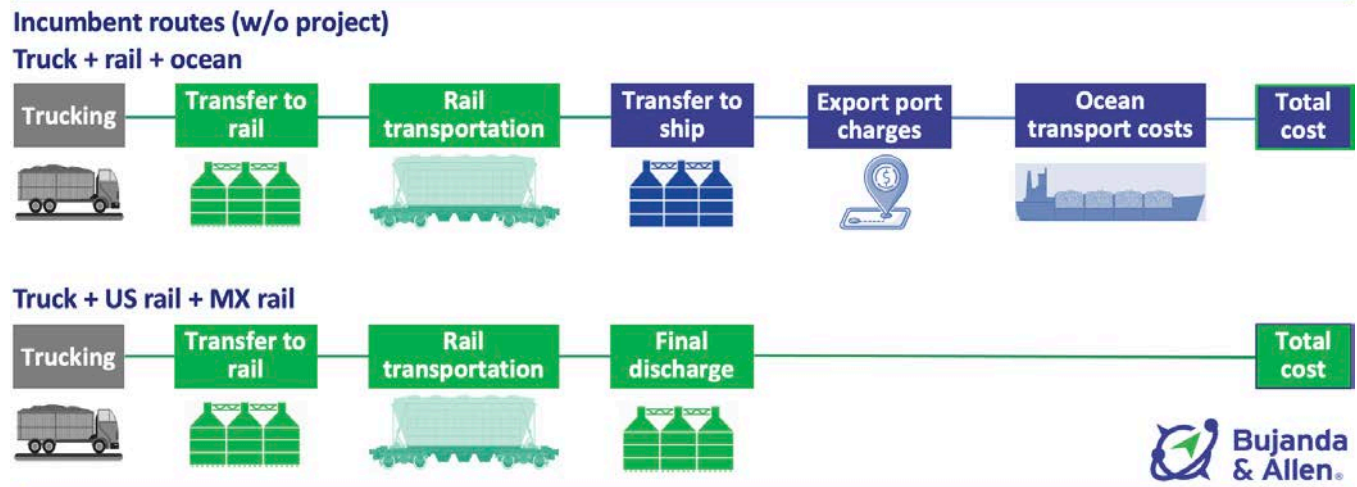 Incumbent routes (w/o project)
Truck + rail + ocean
Trucking
Transfer to
rail
Rail
transportation
Transfer to
ship
Export port
charges
Ocean
transport costs
Total
cost
$
Truck + US rail + MX rail
Trucking
Transfer to
rail
Rail
transportation
Final
discharge
Total
cost
Bujanda
& Allen®